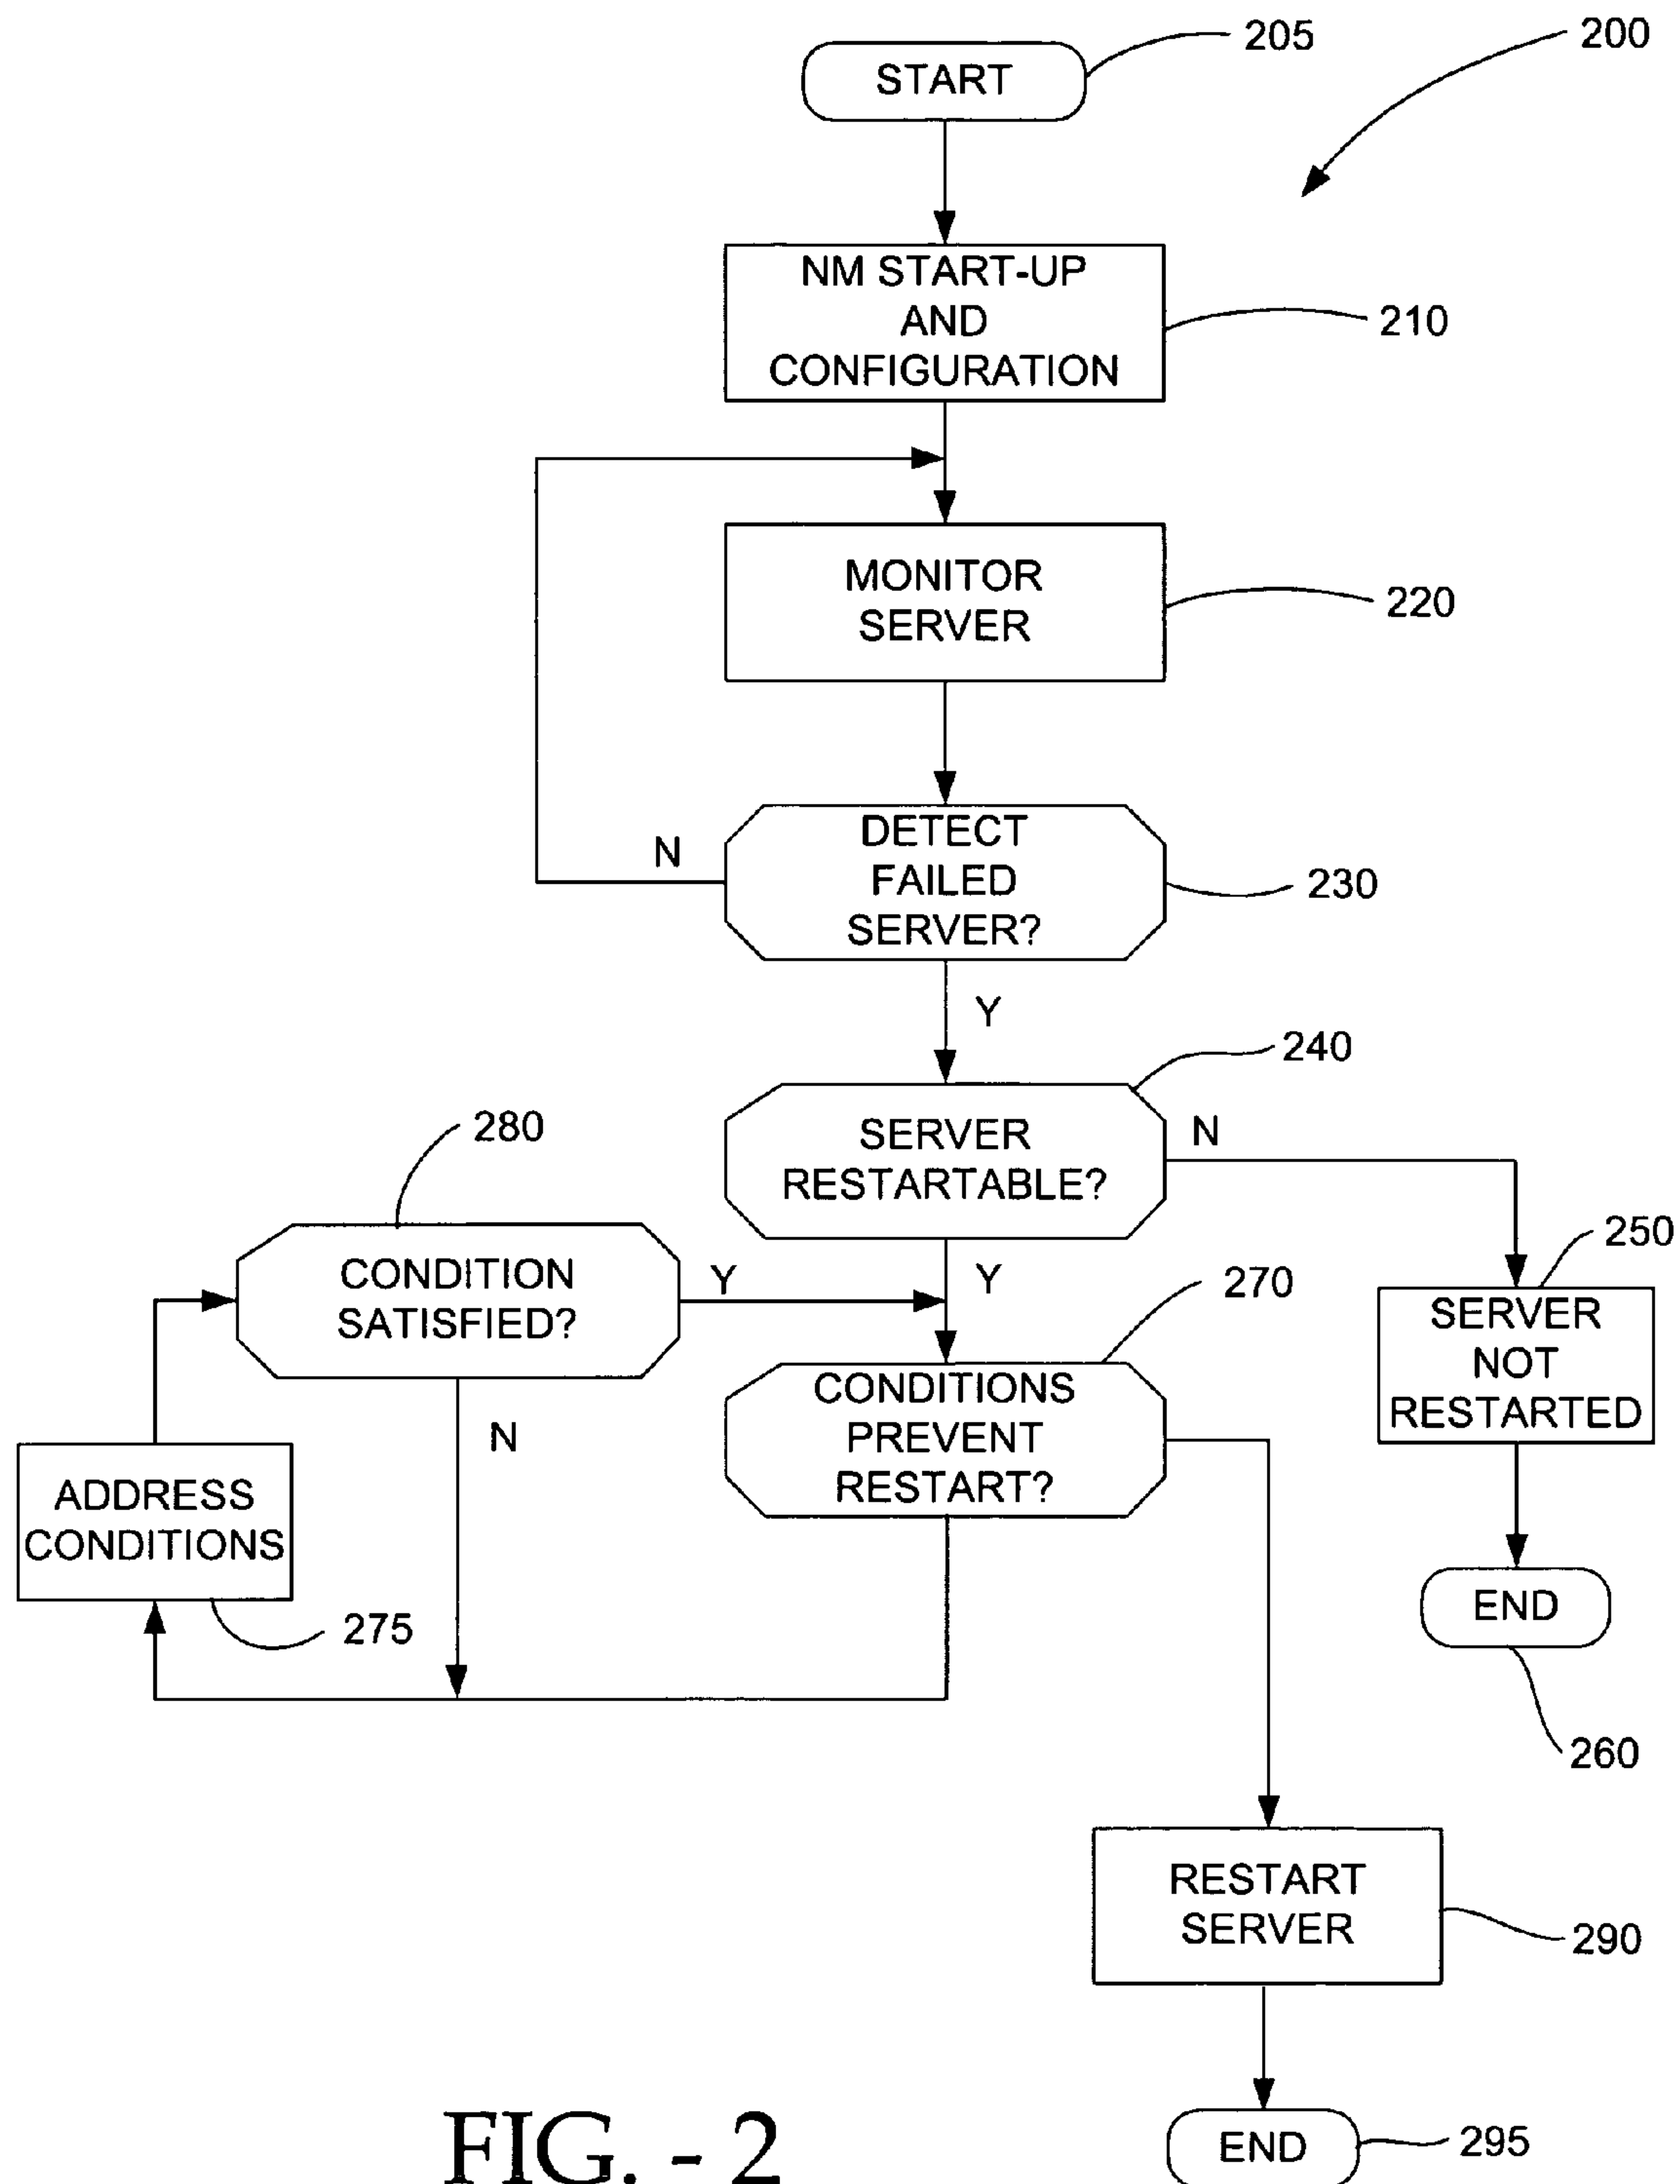 205
200
START
NM START-UP
AND
CONFIGURATION
210
MONITOR
SERVER
220
DETECT
FAILED
SERVER?
N
230
Y
240
SERVER
RESTARTABLE?
N
280
CONDITION
SATISFIED?
Y
Y
270
250
SERVER
NOT
RESTARTED
CONDITIONS
PREVENT
RESTART?
N
ADDRESS
CONDITIONS
275
END
260
RESTART
SERVER
290
END
295
FIG. - 2